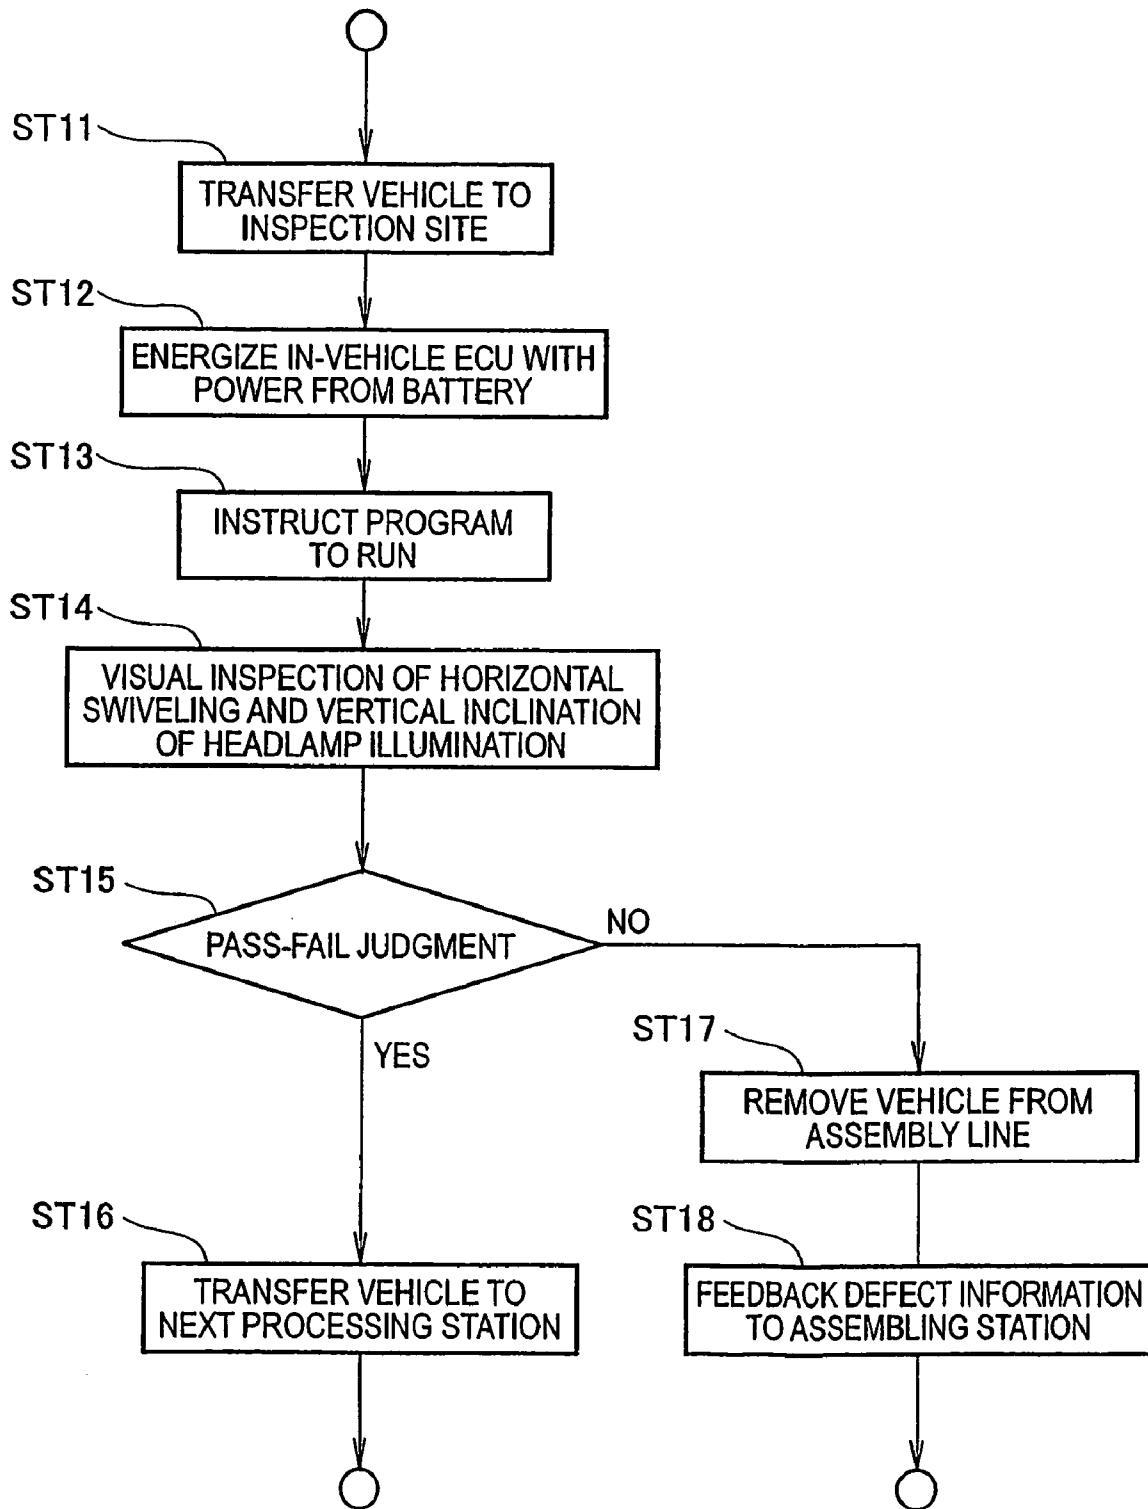 ST11
TRANSFER VEHICLE TO
INSPECTION SITE
ST12
ENERGIZE IN-VEHICLE ECU WITH
POWER FROM BATTERY
ST13
INSTRUCT PROGRAM
TO RUN
ST14
VISUAL INSPECTION OF HORIZONTAL
SWIVELING AND VERTICAL INCLINATION
OF HEADLAMP ILLUMINATION
ST15
PASS-FAIL JUDGMENT
NO
YES
ST17
REMOVE VEHICLE FROM
ASSEMBLY LINE
ST16
TRANSFER VEHICLE TO
NEXT PROCESSING STATION
ST18
FEEDBACK DEFECT INFORMATION
TO ASSEMBLING STATION